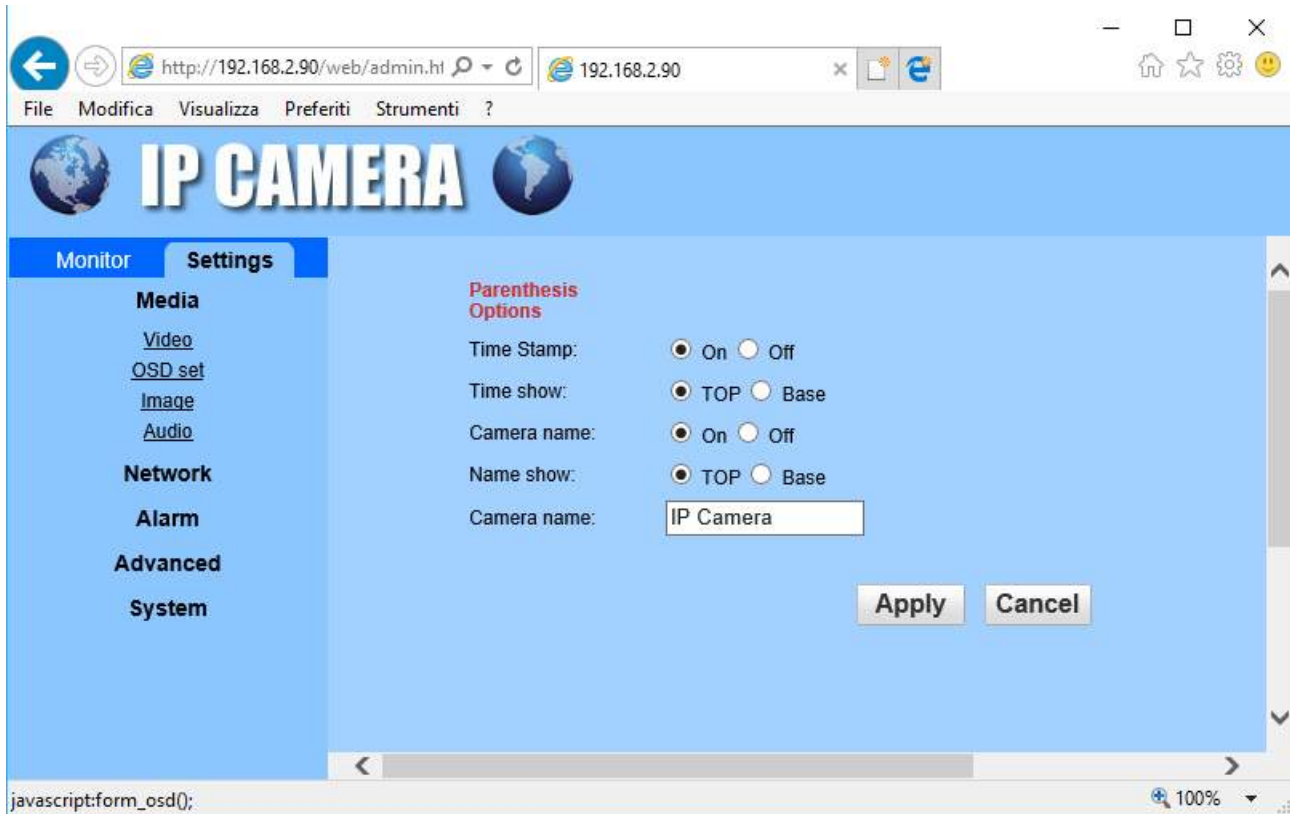 http://192.168.2.90/web/admin.ht
192.168.2.90
File Modifica Visualizza Preferiti Strumenti ?
IP CAMERA
Monitor Settings
Media
Video
OSD set
Image
Audio
Network
Alarm
Advanced
System
Parenthesis
Options
Time Stamp: On Off
Time show: TOP Base
Camera name: On Off
Name show: TOP Base
Camera name: IP Camera
Apply Cancel
javascript:form_osd(); 100%